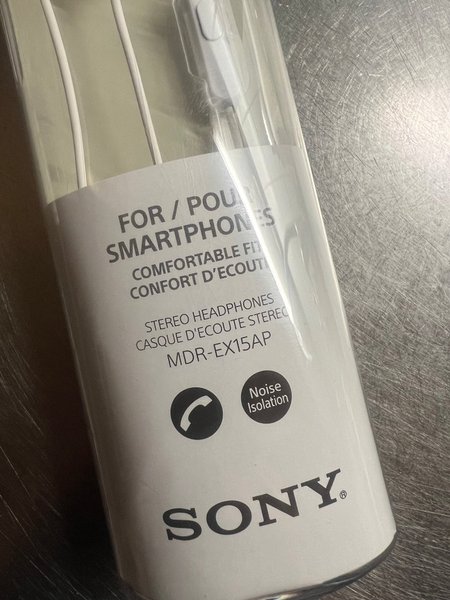 FOR / POUR
SMARTPHONES
COMFORTABLE FIT
CONFORT D'ECOUTE
STEREO HEADPHONES
CASQUE D'ECOUTE STEREO
MDR-EX15AP
Noise
Isolation
SONY®